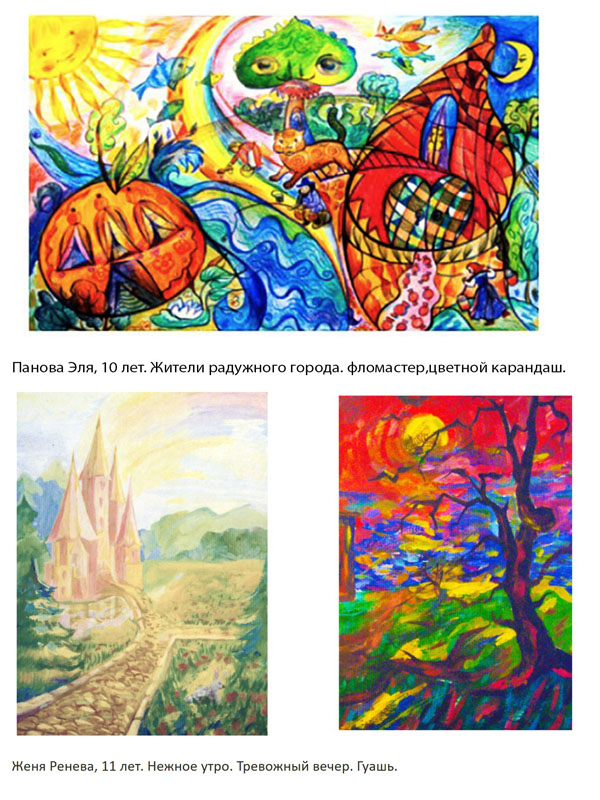 Панова Эля, 10 лет. Жители радужного города. фломастер,цветной карандаш.
Женя Ренева, 11 лет. Нежное утро. Тревожный вечер. Гуашь.